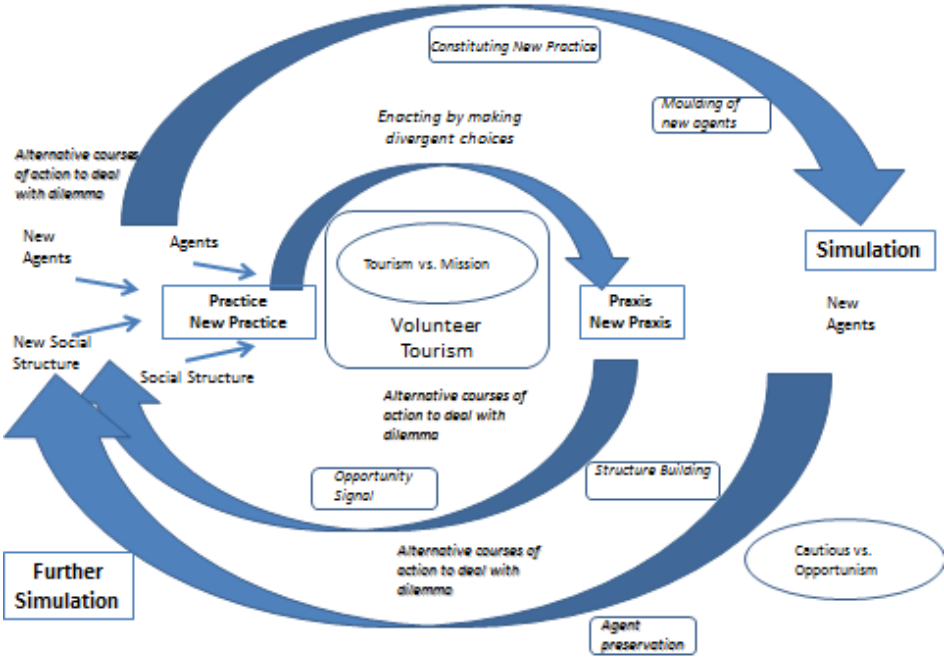 Constituting New Practice
Moulding of
new agents
Enacting by making
divergent choices
Alternative courses
of action to deal
with dilemma
New
Agents
Agents
Simulation
Tourism vs. Mission
Practice
New Practice
Praxis
New Praxis
New
Agents
Volunteer
Tourism
New Social
Structure
Social Structure
Alternative courses of
action to deal with
dilemma
Opportunity
Signal
Structure Building
Alternative courses of
action to deal with
dilemma
Cautious vs.
Opportunism
Further
Simulation
Agent
preservation